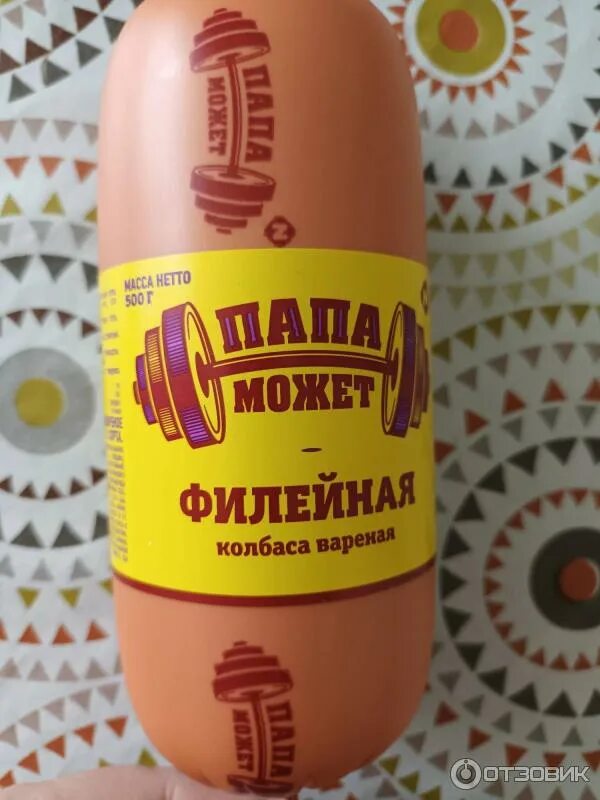 ПАПА
МОЖЕТ
МАССА НЕТТО
500 Г
ПАПА
МОЖЕТ
ФИЛЕЙНАЯ
колбаса вареная
ПАПА
МОЖЕТ
ОТЗОВИК